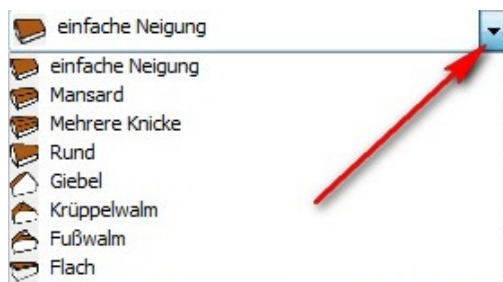 einfache Neigung
einfache Neigung
Mansard
Mehrere Knicke
Rund
Giebel
Krüppelwalm
Fußwalm
Flach